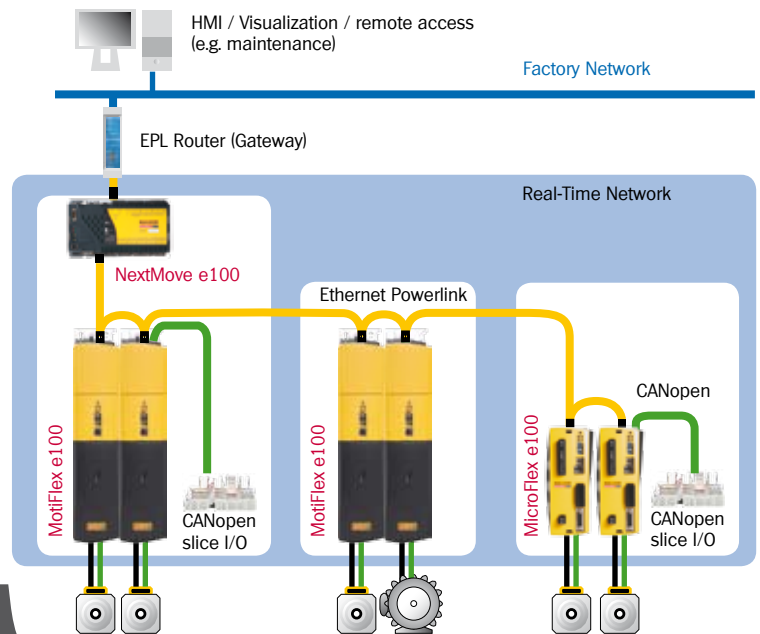 HMI / Visualization / remote access
(e.g. maintenance)
Factory Network
EPL Router (Gateway)
Real-Time Network
NextMove e100
Ethernet Powerlink
MotiFlex e100
CANopen
slice I/O
MotiFlex e100
MicroFlex e100
CANopen
CANopen
slice I/O